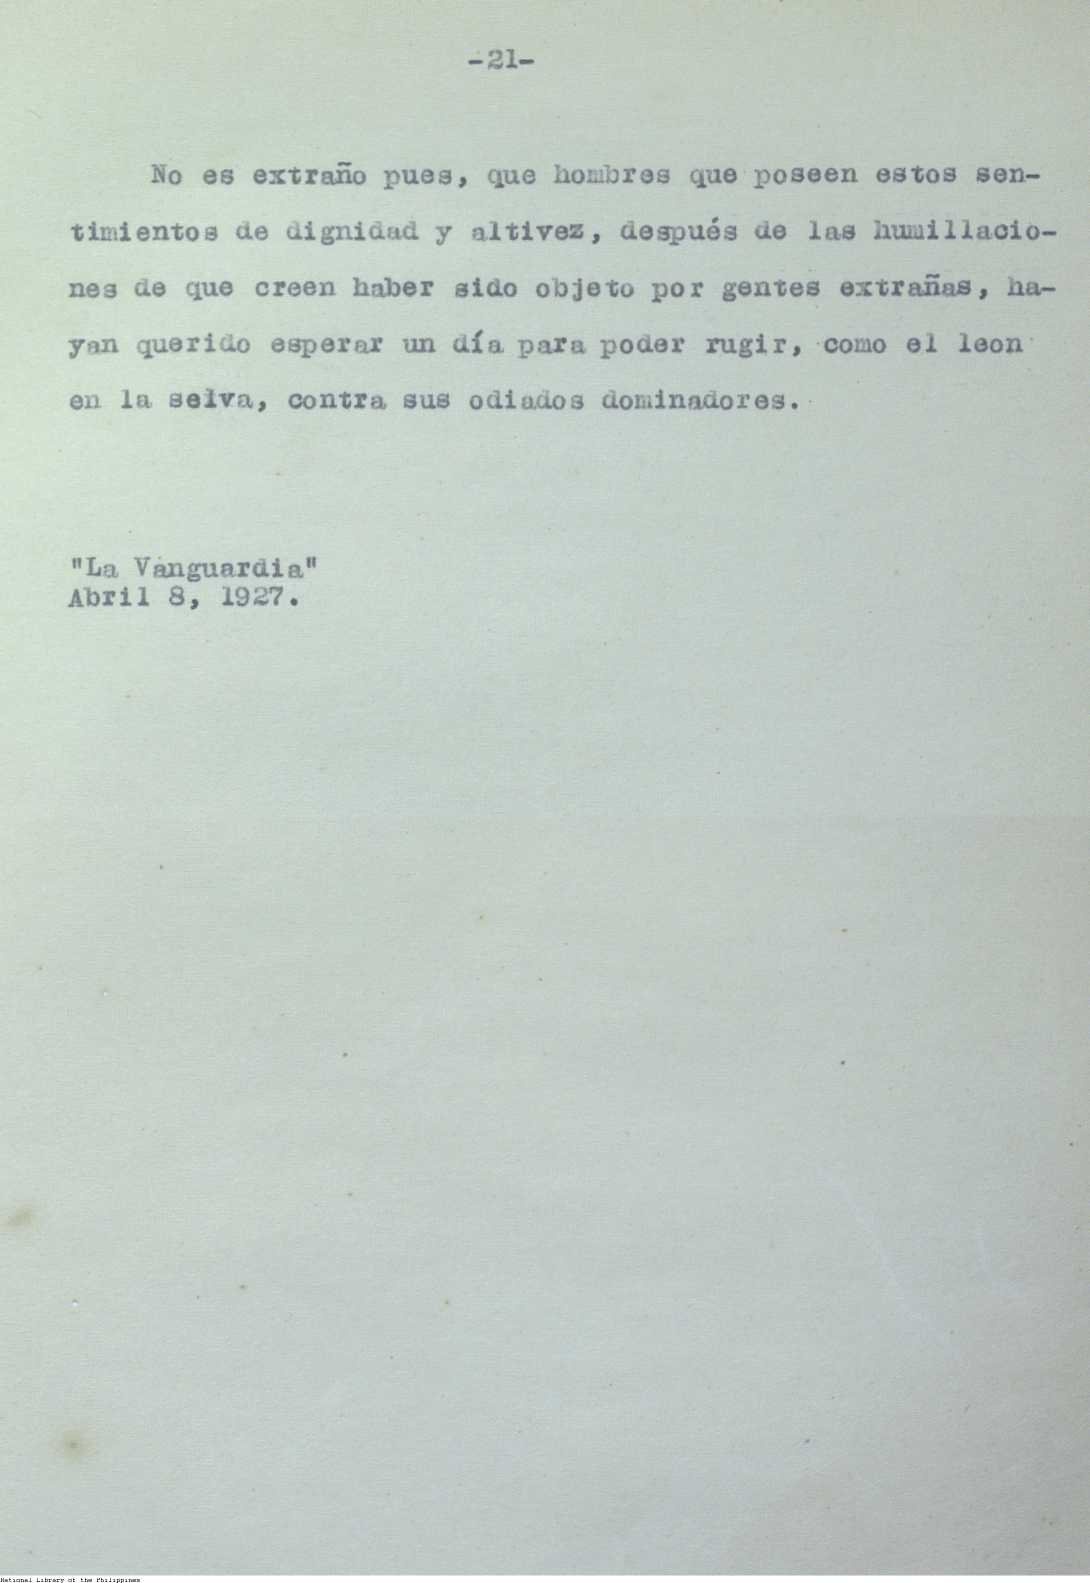 -21-
No es extraño pues, que hombres que poseen estos sen-
timientos de dignidad y altivez, después de las humillacio-
nes de que creen haber sido objeto por gentes extrañas, ha-
yan querido esperar un día para poder rugir, como el leon
en la selva, contra sus odiados dominadores.
"La Vanguardia"
Abril 8, 1927.
National Library of the Philippines